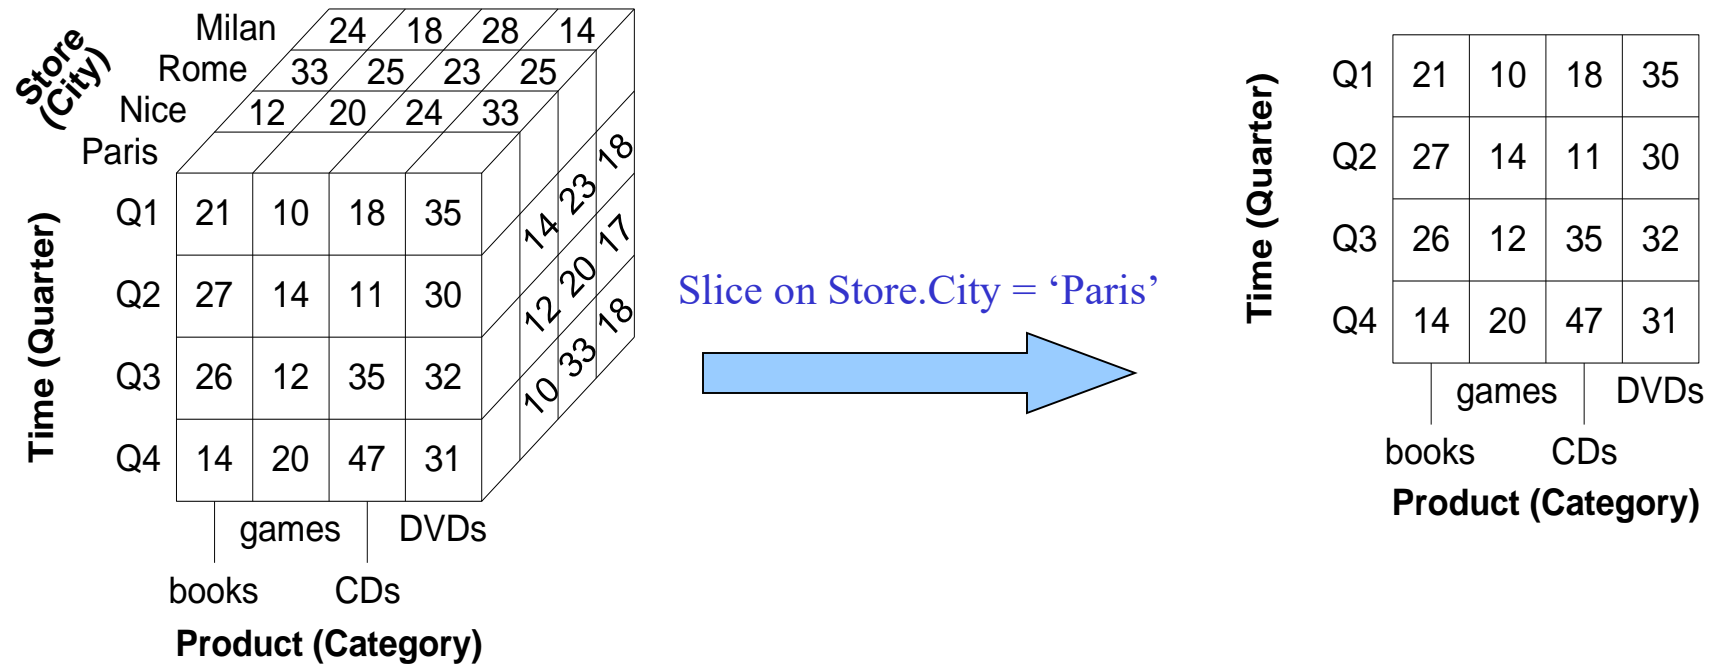 Store
(City)
Milan 24 18 28 14
Rome 33 25 23 25
Nice 12 20 24 33
Paris
Time (Quarter)
Q1 21 10 18 35
Q2 27 14 11 30
Q3 26 12 35 32
Q4 14 20 47 31
14 23 18
12 20 17
10 33 18
games DVDs
books CDs
Product (Category)
Slice on Store.City = ‘Paris’
Time (Quarter)
Q1 21 10 18 35
Q2 27 14 11 30
Q3 26 12 35 32
Q4 14 20 47 31
games DVDs
books CDs
Product (Category)